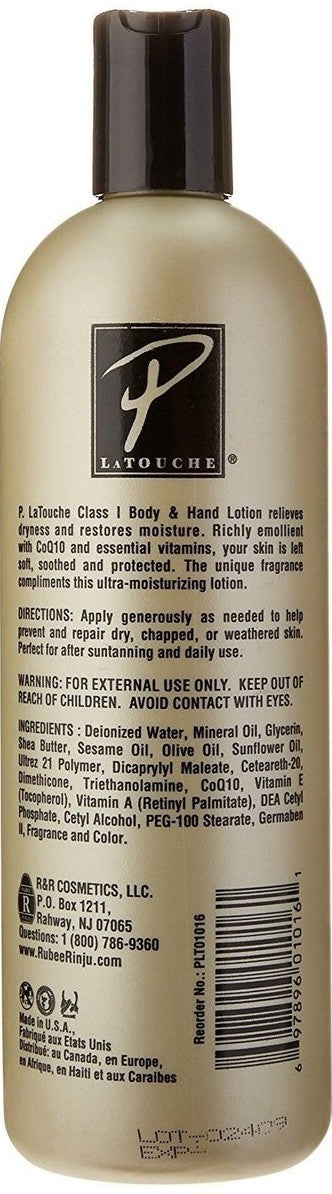 P
LATOUCHE®
P. LaTouche Class I Body & Hand Lotion relieves
dryness and restores moisture. Richly emollient
with CoQ10 and essential vitamins, your skin is left
soft, soothed and protected. The unique fragrance
compliments this ultra-moisturizing lotion.
DIRECTIONS: Apply generously as needed to help
prevent and repair dry, chapped, or weathered skin.
Perfect for after suntanning and daily use.
WARNING: FOR EXTERNAL USE ONLY. KEEP OUT OF
REACH OF CHILDREN. AVOID CONTACT WITH EYES.
INGREDIENTS : Deionized Water, Mineral Oil, Glycerin,
Shea Butter, Sesame Oil, Olive Oil, Sunflower Oil,
Ultrez 21 Polymer, Dicaprylyl Maleate, Ceteareth-20,
Dimethicone, Triethanolamine, CoQ10, Vitamin E
(Tocopherol), Vitamin A (Retinyl Palmitate), DEA Cetyl
Phosphate, Cetyl Alcohol, PEG-100 Stearate, Germaben
II, Fragrance and Color.
R
R&R COSMETICS, LLC.
P.O. Box 1211,
Rahway, NJ 07065
Questions: 1 (800) 786-9360
www.RubeeRinju.com
Made in U.S.A.,
Fabriqué aux Etats Unis
Distribué: au Canada, en Europe,
en Afrique, en Haiti et aux Caraibes
Reorder No.: PLT01016
6 97896 01016 1
LOT-02409
EXP: